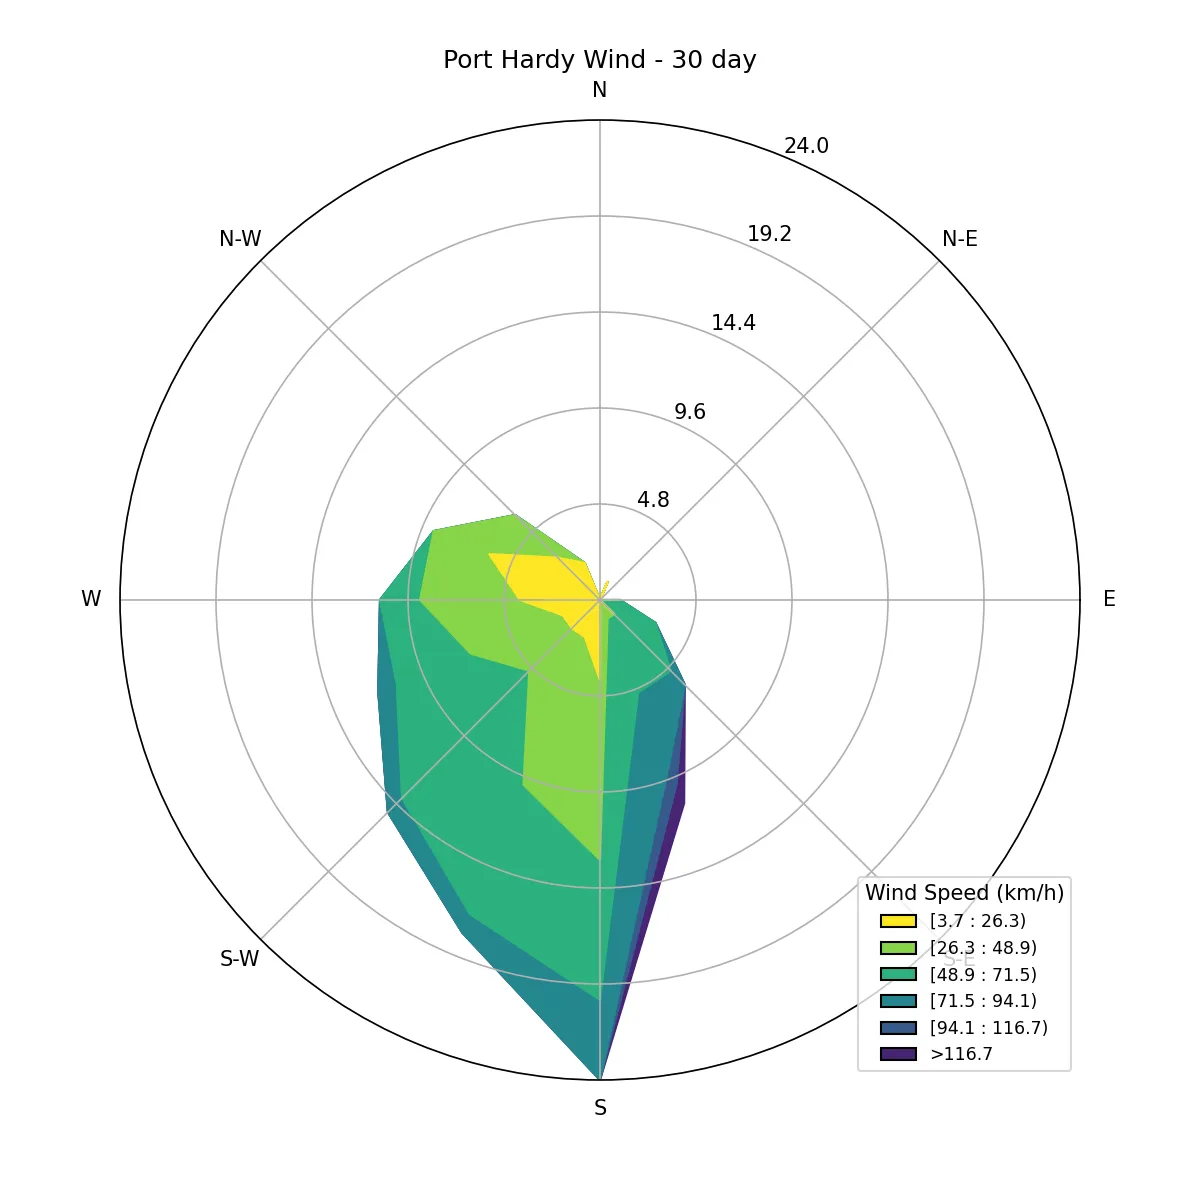 Port Hardy Wind - 30 day
N
24.0
N-W
19.2
N-E
14.4
9.6
4.8
W
E
Wind Speed (km/h)
[3.7 : 26.3)
[26.3 : 48.9)
S-W
S-E
[48.9 : 71.5)
[71.5 : 94.1)
[94.1 : 116.7)
>116.7
S